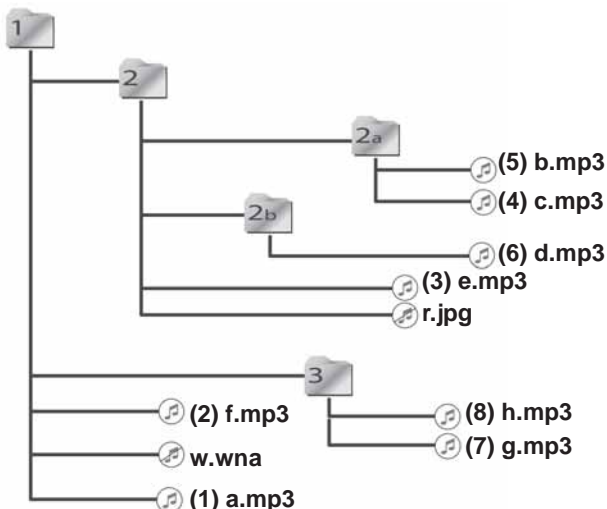 1
2
2a
(5) b.mp3
(4) c.mp3
2b
(6) d.mp3
(3) e.mp3
r.jpg
3
(2) f.mp3
(8) h.mp3
w.wna
(7) g.mp3
(1) a.mp3